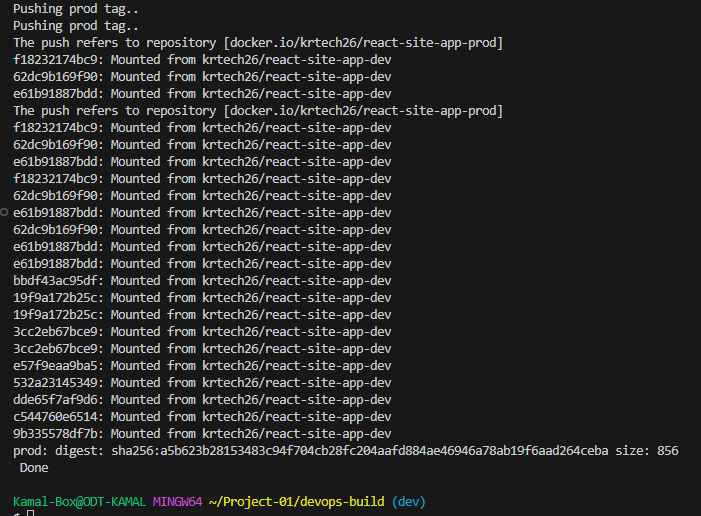 Pushing prod tag..
Pushing prod tag..
The push refers to repository [docker.io/krtech26/react-site-app-prod]
f18232174bc9: Mounted from krtech26/react-site-app-dev
62dc9b169f90: Mounted from krtech26/react-site-app-dev
e61b91887bdd: Mounted from krtech26/react-site-app-dev
The push refers to repository [docker.io/krtech26/react-site-app-prod]
f18232174bc9: Mounted from krtech26/react-site-app-dev
62dc9b169f90: Mounted from krtech26/react-site-app-dev
e61b91887bdd: Mounted from krtech26/react-site-app-dev
f18232174bc9: Mounted from krtech26/react-site-app-dev
62dc9b169f90: Mounted from krtech26/react-site-app-dev
e61b91887bdd: Mounted from krtech26/react-site-app-dev
62dc9b169f90: Mounted from krtech26/react-site-app-dev
e61b91887bdd: Mounted from krtech26/react-site-app-dev
e61b91887bdd: Mounted from krtech26/react-site-app-dev
bbdf43ac95df: Mounted from krtech26/react-site-app-dev
19f9a172b25c: Mounted from krtech26/react-site-app-dev
19f9a172b25c: Mounted from krtech26/react-site-app-dev
3cc2eb67bce9: Mounted from krtech26/react-site-app-dev
3cc2eb67bce9: Mounted from krtech26/react-site-app-dev
e57f9eaa9ba5: Mounted from krtech26/react-site-app-dev
532a23145349: Mounted from krtech26/react-site-app-dev
dde65f7af9d6: Mounted from krtech26/react-site-app-dev
c544760e6514: Mounted from krtech26/react-site-app-dev
9b335578df7b: Mounted from krtech26/react-site-app-dev
prod: digest: sha256:a5b623b28153483c94f704cb28fc204aafd884ae46946a78ab19f6aad264ceba size: 856
Done
Kamal-Box@ODT-KAMAL MINGW64 ~/Project-01/devops-build (dev)
$